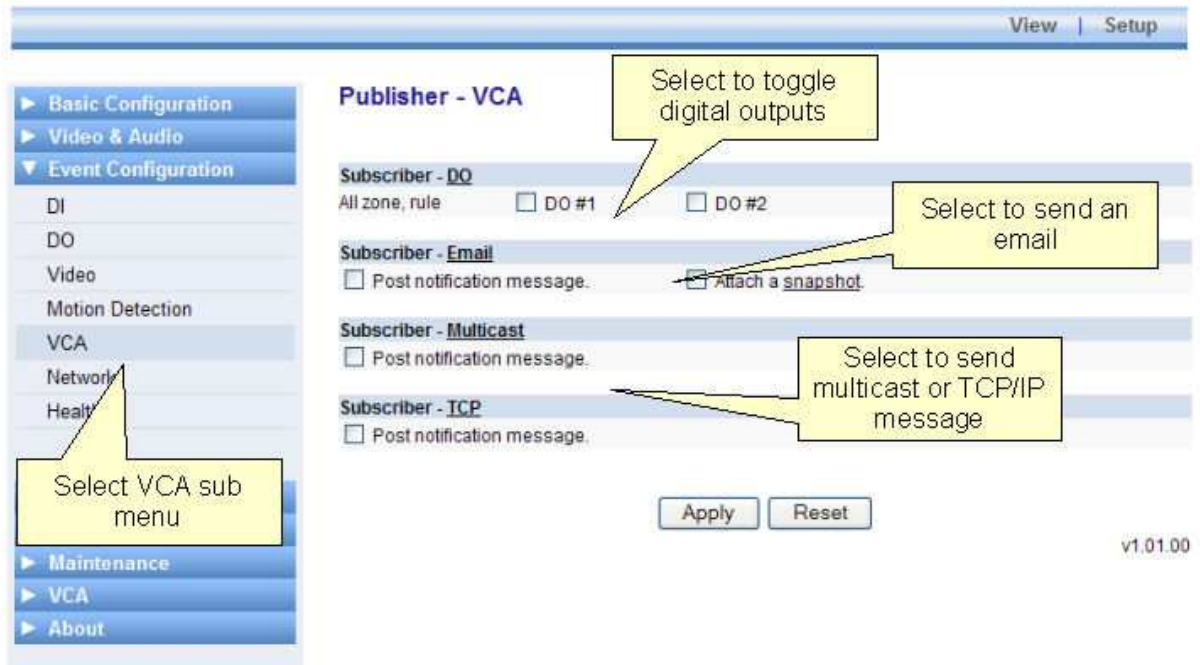 View | Setup
Basic Configuration
Video & Audio
Event Configuration
DI
DO
Video
Motion Detection
VCA
Network
Health
Select VCA sub
menu
Maintenance
VCA
About
Publisher - VCA
Select to toggle
digital outputs
Subscriber - DO
All zone, rule DO #1 DO #2
Select to send an
email
Subscriber - Email
Post notification message. Attach a snapshot.
Subscriber - Multicast
Post notification message.
Select to send
multicast or TCP/IP
message
Subscriber - TCP
Post notification message.
Apply Reset
v1.01.00